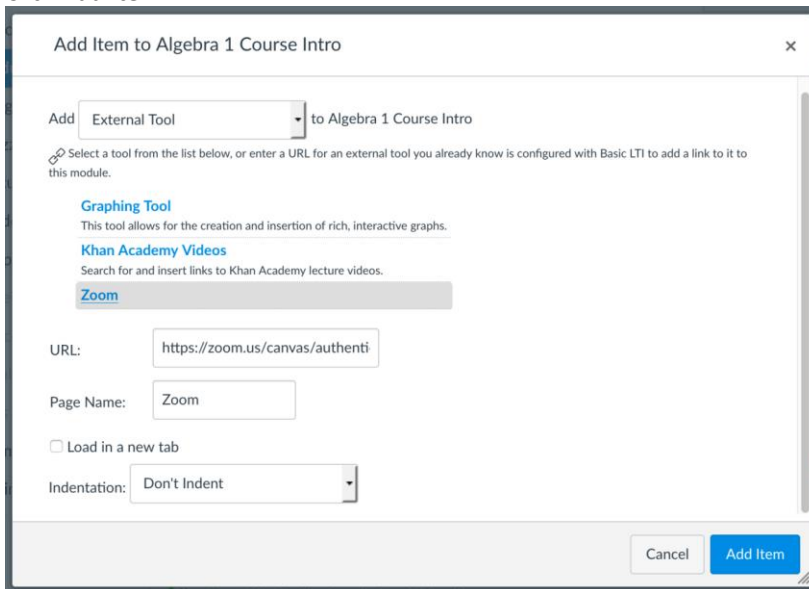 Add Item to Algebra 1 Course Intro
×
Add External Tool to Algebra 1 Course Intro
Select a tool from the list below, or enter a URL for an external tool you already know is configured with Basic LTI to add a link to it to
this module.
Graphing Tool
This tool allows for the creation and insertion of rich, interactive graphs.
Khan Academy Videos
Search for and insert links to Khan Academy lecture videos.
Zoom
URL: https://zoom.us/canvas/authenti
Page Name: Zoom
Load in a new tab
Indentation: Don't Indent
Cancel Add Item